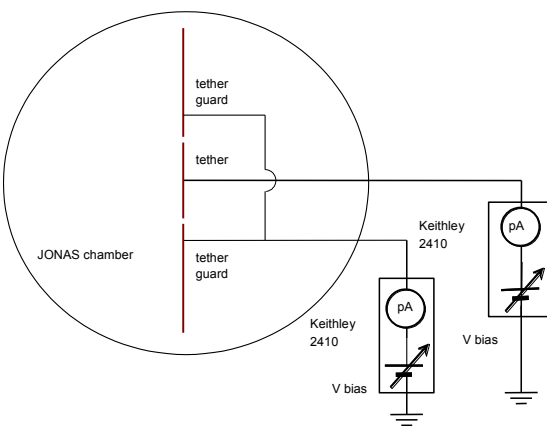 tether
guard
tether
JONAS chamber
tether
guard
Keithley
2410
pA
V bias
Keithley
2410
pA
V bias